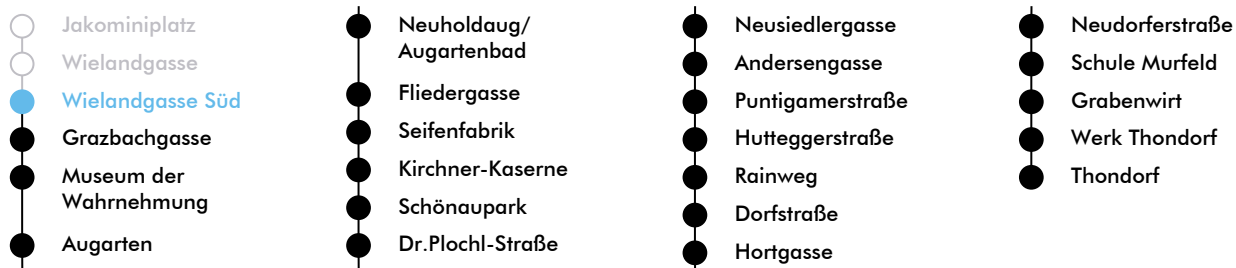 Jakominiplatz
Wielandgasse
Wielandgasse Süd
Grazbachgasse
Museum der
Wahrnehmung
Augarten
Neuholdaug/
Augartenbad
Fliedergasse
Seifenfabrik
Kirchner-Kaserne
Schönaupark
Dr.Plochl-Straße
Neusiedlergasse
Andersengasse
Puntigamerstraße
Hutteggerstraße
Rainweg
Dorfstraße
Hortgasse
Neudorferstraße
Schule Murfeld
Grabenwirt
Werk Thondorf
Thondorf